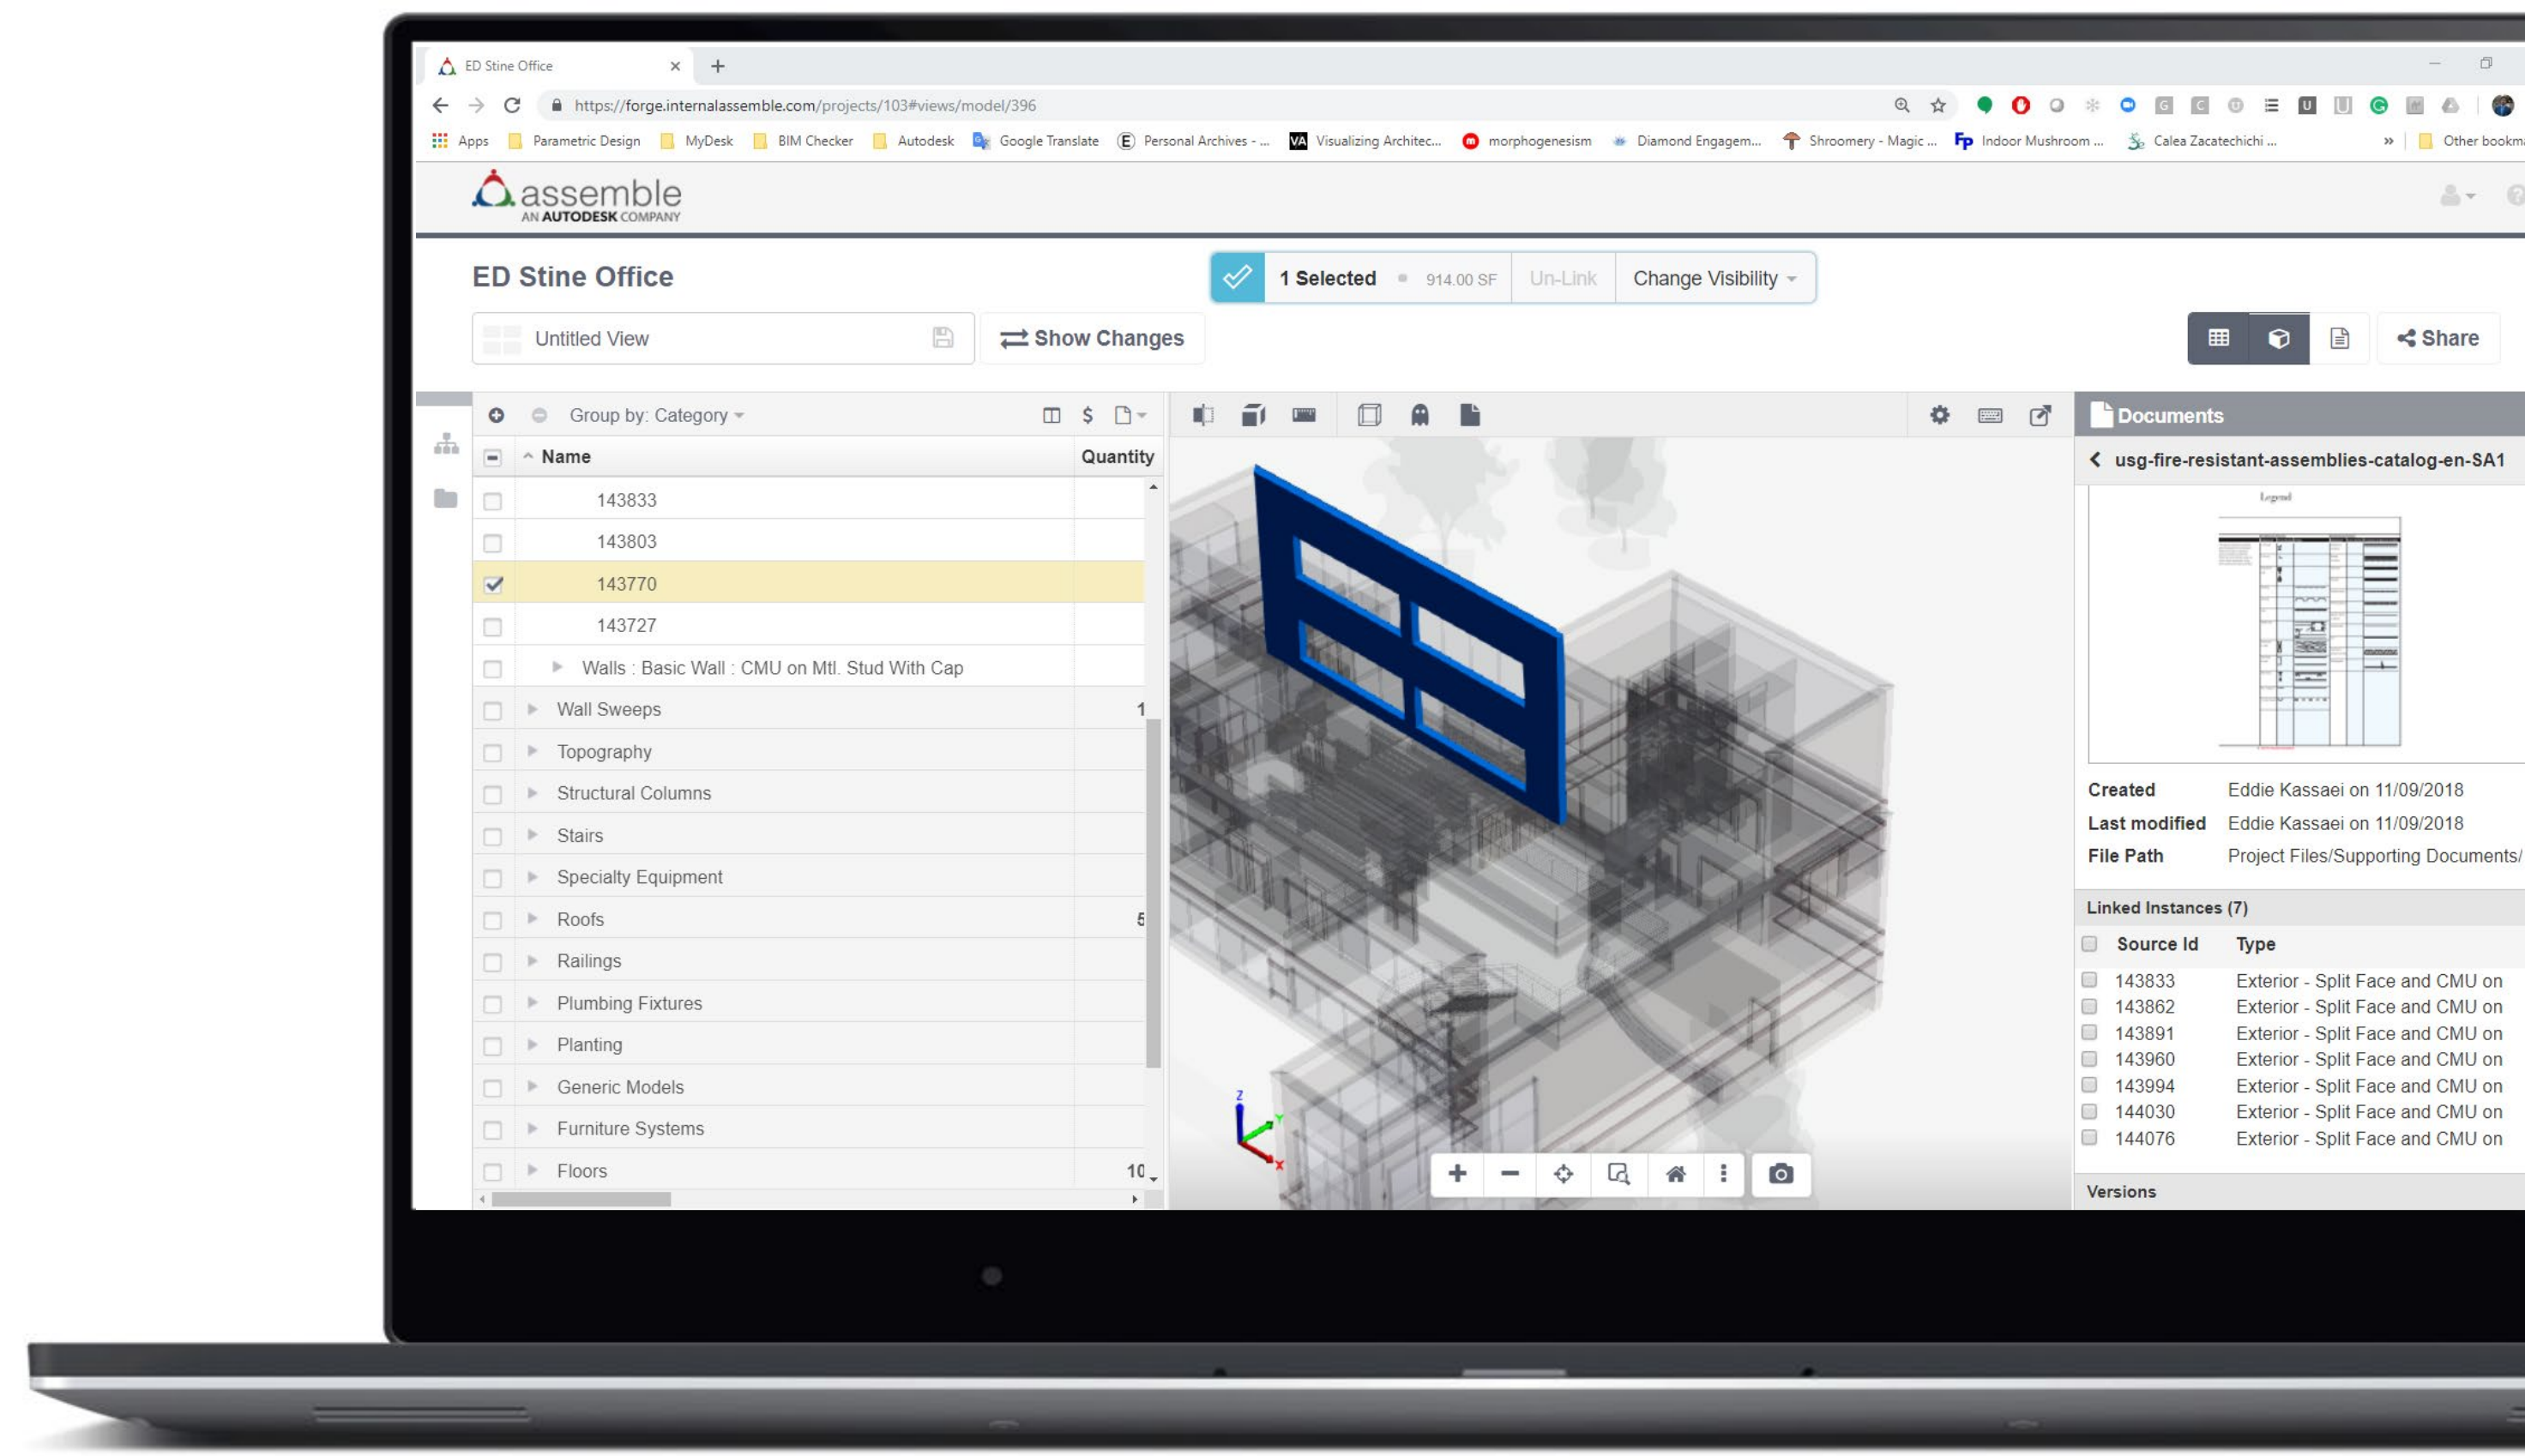 ED Stine Office
https://forge.internalassemble.com/projects/103#views/model/396
Apps Parametric Design MyDesk BIM Checker Autodesk Google Translate Personal Archives - ... VA Visualizing Architec... morphogenesism Diamond Engagem... Shroomery - Magic ... Fp Indoor Mushroom ... Calea Zacatechichi ... » Other bookma
assemble
AN AUTODESK COMPANY
ED Stine Office
1 Selected 914.00 SF Un-Link Change Visibility
Untitled View
Show Changes
Share
Group by: Category
$
Documents
Name Quantity
usg-fire-resistant-assemblies-catalog-en-SA1
Legend
143833
143803
143770
143727
Walls : Basic Wall : CMU on Mtl. Stud With Cap
Wall Sweeps 1
Topography
Structural Columns
Stairs
Specialty Equipment
Roofs 5
Railings
Plumbing Fixtures
Planting
Generic Models
Furniture Systems
Floors 10
Z
Y
X
Created Eddie Kassaei on 11/09/2018
Last modified Eddie Kassaei on 11/09/2018
File Path Project Files/Supporting Documents/
Linked Instances (7)
Source Id Type
143833 Exterior - Split Face and CMU on
143862 Exterior - Split Face and CMU on
143891 Exterior - Split Face and CMU on
143960 Exterior - Split Face and CMU on
143994 Exterior - Split Face and CMU on
144030 Exterior - Split Face and CMU on
144076 Exterior - Split Face and CMU on
Versions